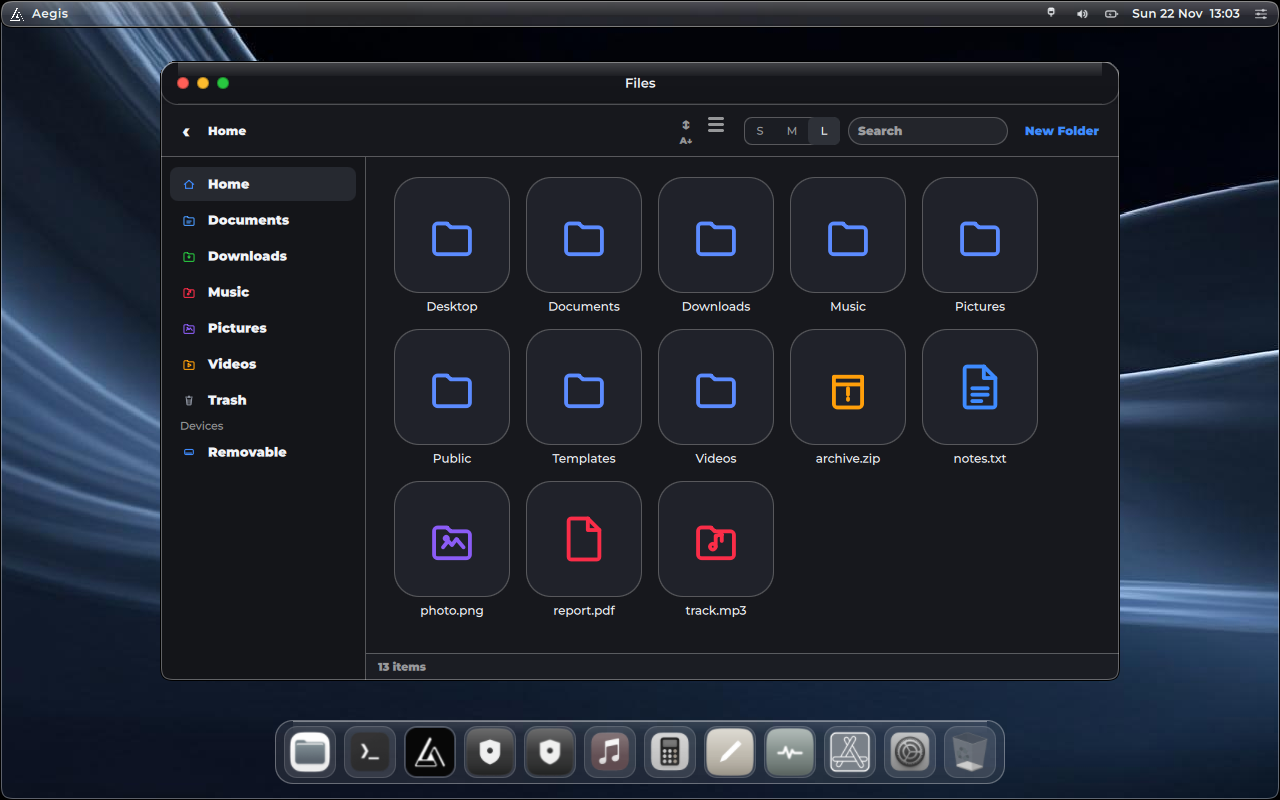 Aegis
Sun 22 Nov 13:03
Files
Home
A+
S M L
Search
New Folder
Home
Documents
Downloads
Music
Pictures
Videos
Trash
Devices
Removable
Desktop
Documents
Downloads
Music
Pictures
Public
Templates
Videos
archive.zip
notes.txt
photo.png
report.pdf
track.mp3
13 items